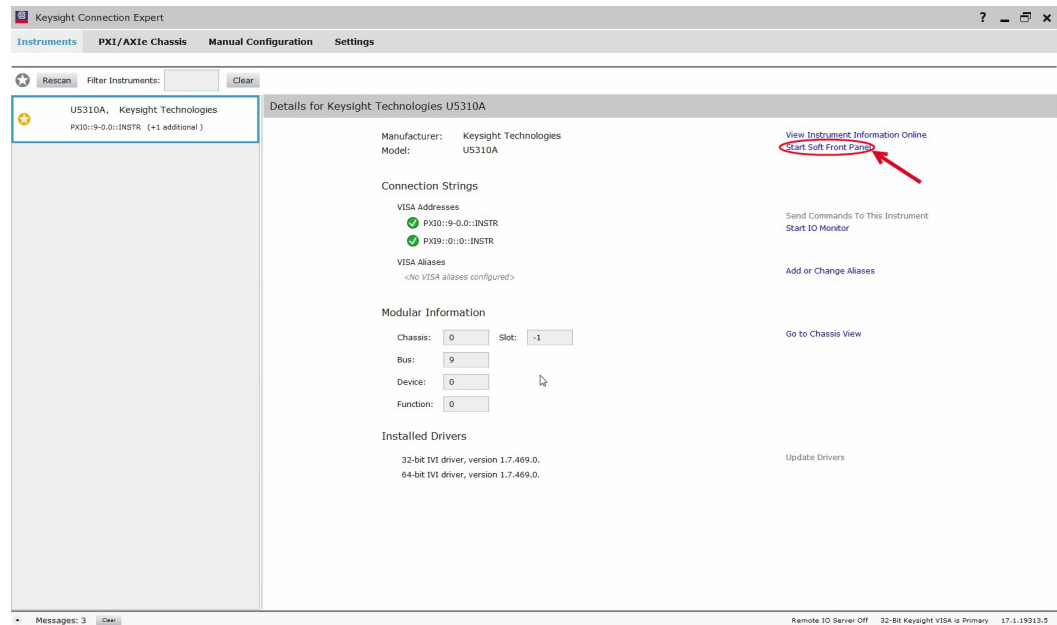 Keysight Connection Expert
?
Instruments PXI/AXIe Chassis Manual Configuration Settings
Rescan Filter Instruments: Clear
U5310A, Keysight Technologies
PXI0::9-0.0::INSTR (+1 additional )
Details for Keysight Technologies U5310A
Manufacturer: Keysight Technologies
Model: U5310A
View Instrument Information Online
Start Soft Front Panel
Connection Strings
VISA Addresses
PXI0::9-0.0::INSTR
PXI9::0::0::INSTR
Send Commands To This Instrument
Start IO Monitor
VISA Aliases
<No VISA aliases configured>
Add or Change Aliases
Modular Information
Chassis: 0 Slot: -1
Go to Chassis View
Bus: 9
Device: 0
Function: 0
Installed Drivers
32-bit IVI driver, version 1.7.469.0.
64-bit IVI driver, version 1.7.469.0.
Update Drivers
Messages: 3 Clear
Remote IO Server Off 32-Bit Keysight VISA is Primary 17.1.19313.5